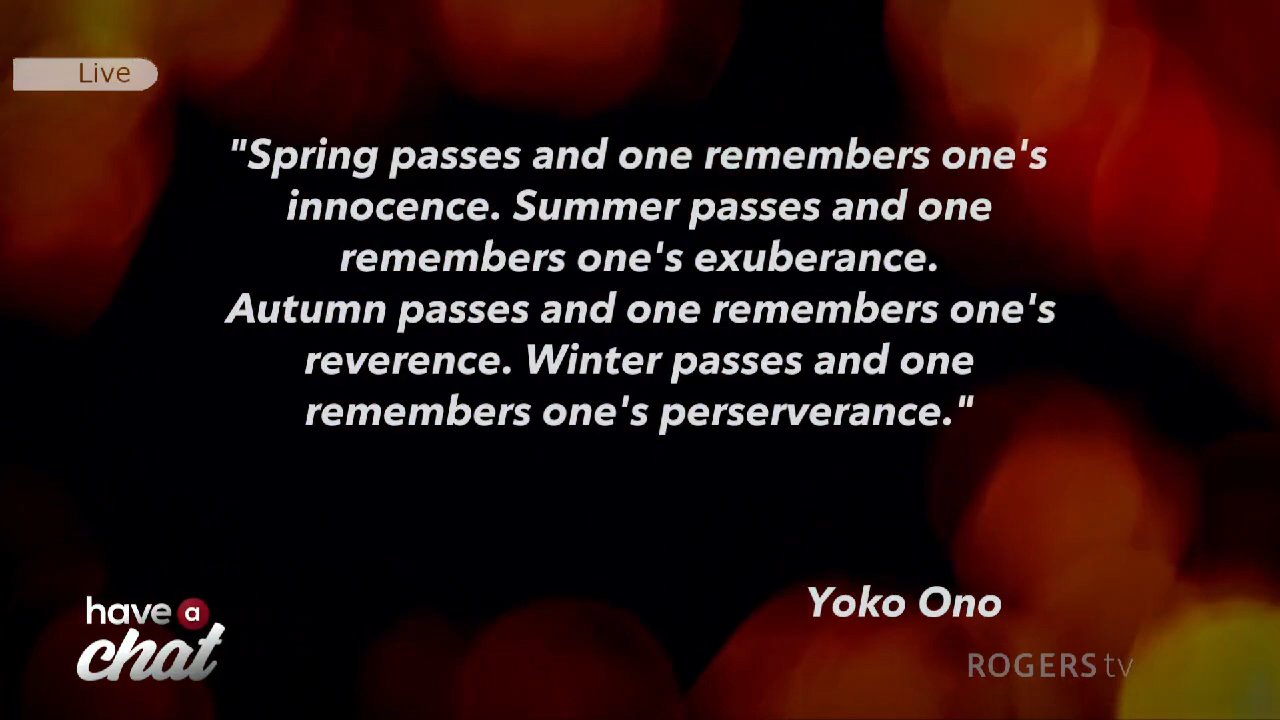 Live
"Spring passes and one remembers one's
innocence. Summer passes and one
remembers one's exuberance.
Autumn passes and one remembers one's
reverence. Winter passes and one
remembers one's perserverance."
Yoko Ono
have a
chat
ROGERS tv